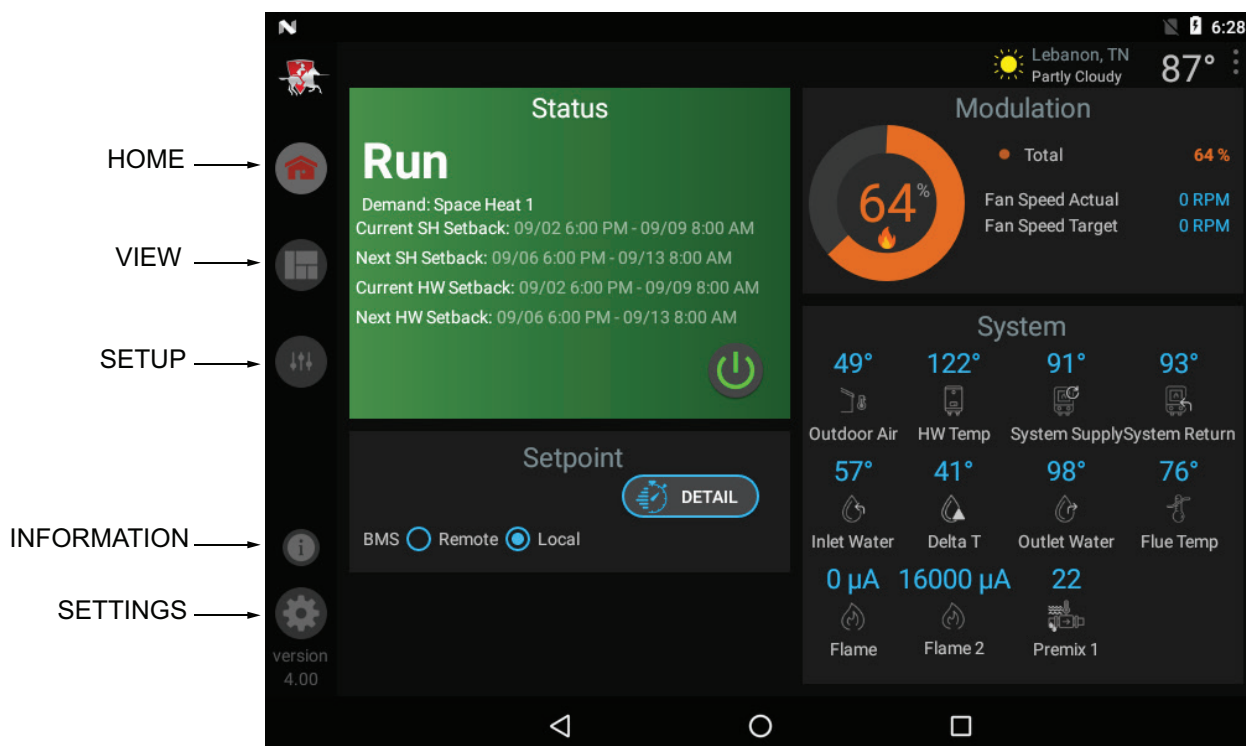 6:28
Lebanon, TN
Partly Cloudy
87°
HOME
VIEW
SETUP
INFORMATION
SETTINGS
version
4.00
Status
Run
Demand: Space Heat 1
Current SH Setback: 09/02 6:00 PM - 09/09 8:00 AM
Next SH Setback: 09/06 6:00 PM - 09/13 8:00 AM
Current HW Setback: 09/02 6:00 PM - 09/09 8:00 AM
Next HW Setback: 09/06 6:00 PM - 09/13 8:00 AM
Setpoint
DETAIL
BMS Remote Local
Modulation
64%
Total 64 %
Fan Speed Actual 0 RPM
Fan Speed Target 0 RPM
System
49° 122° 91° 93°
Outdoor Air HW Temp System Supply System Return
57° 41° 98° 76°
Inlet Water Delta T Outlet Water Flue Temp
0 µA 16000 µA 22
Flame Flame 2 Premix 1